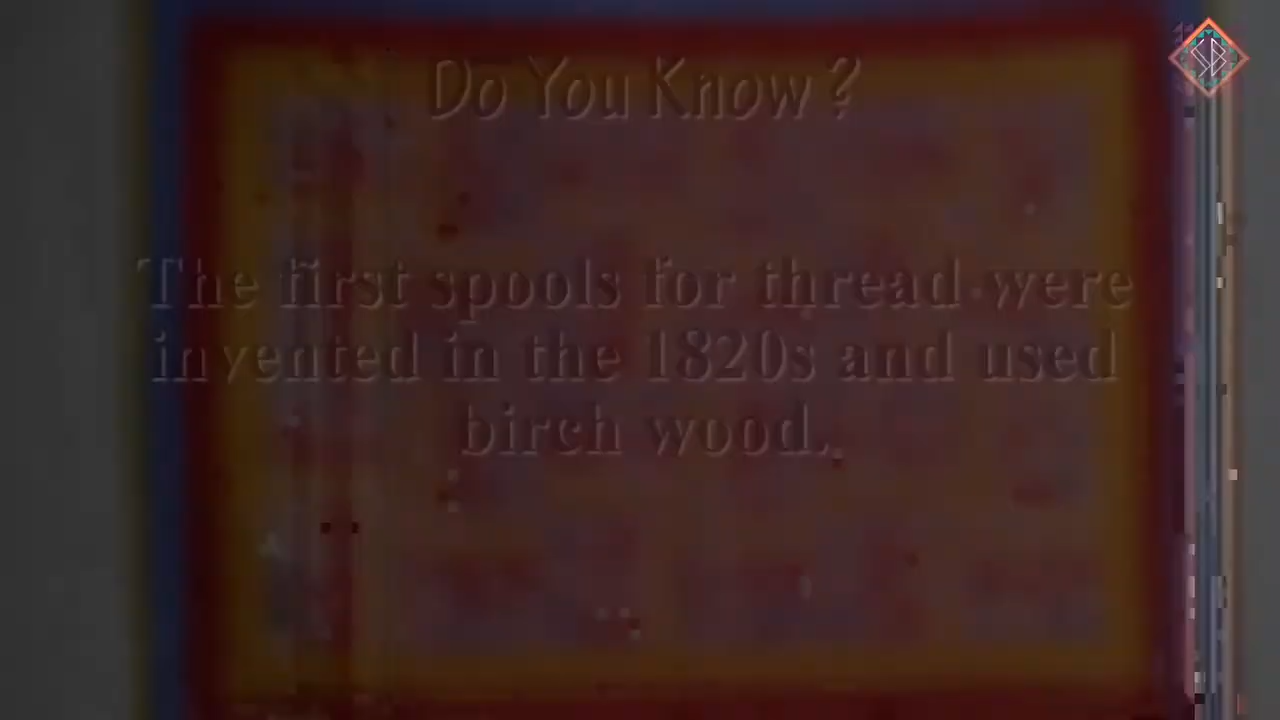 Do You Know ?
The first spools for thread were
invented in the 1820s and used
birch wood.